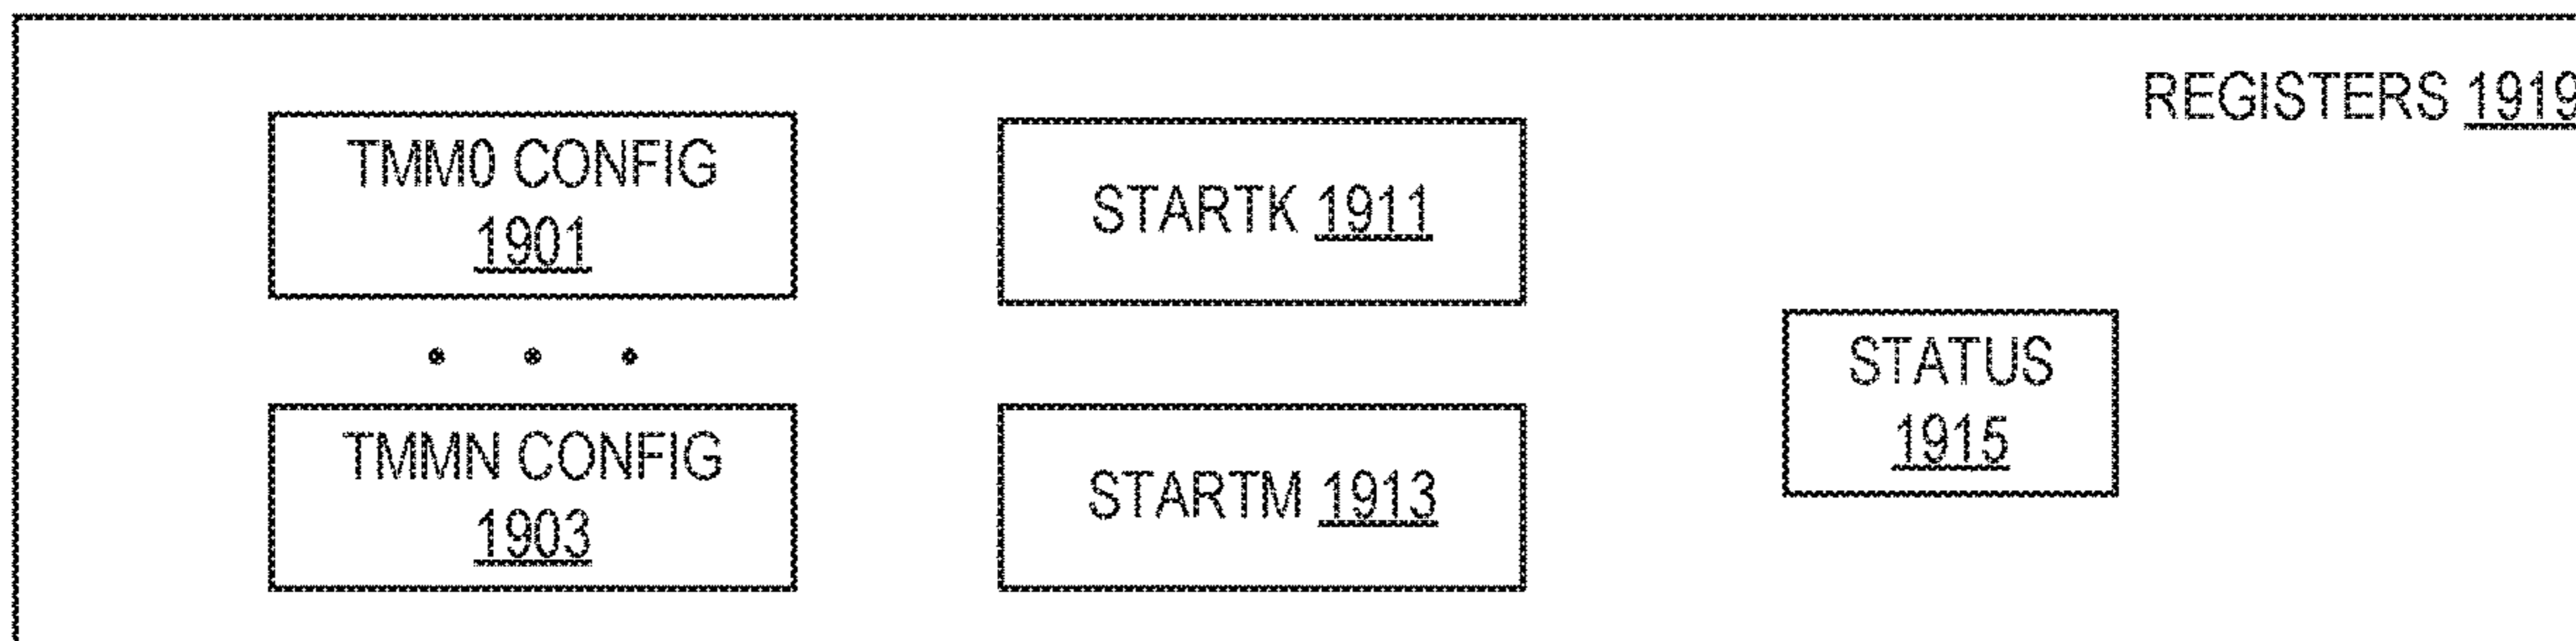 REGISTERS 1919
TMM0 CONFIG
1901
STARTK 1911
STATUS
1915
TMMN CONFIG
1903
STARTM 1913